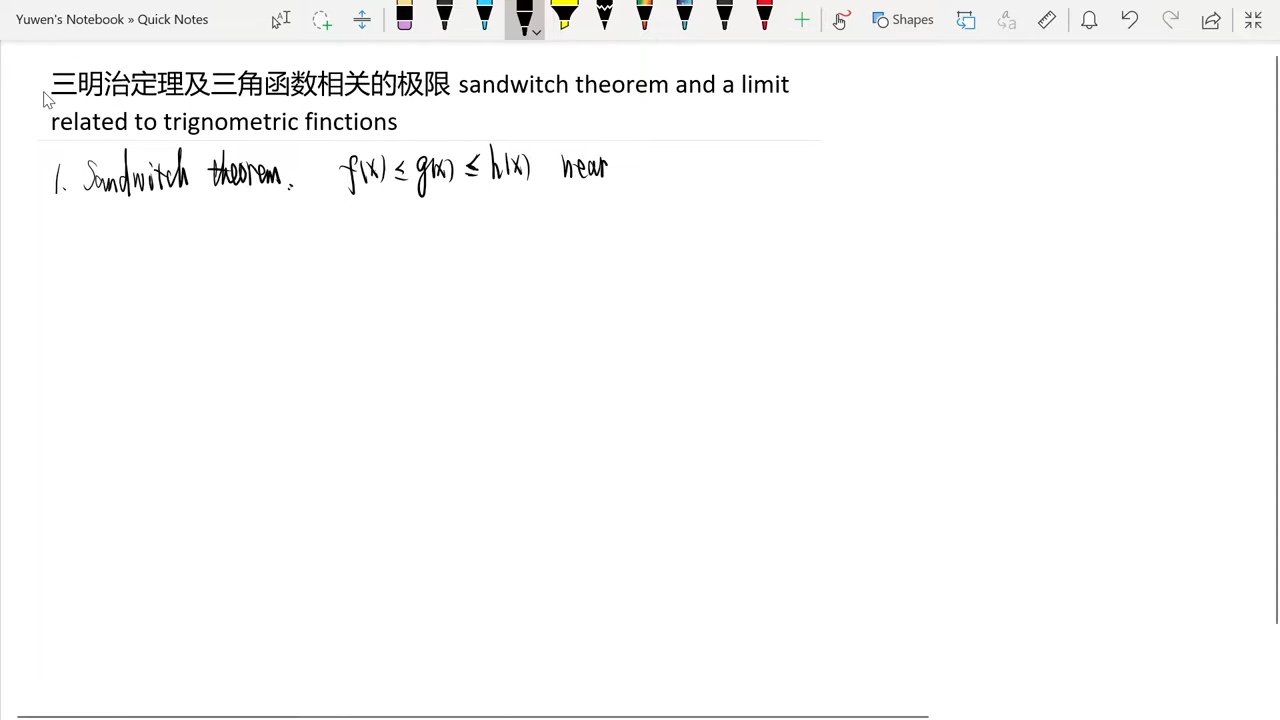 Yuwen's Notebook » Quick Notes
Shapes
三明治定理及三角函数相关的极限 sandwitch theorem and a limit
related to trignometric finctions
1. Sandwitch theorem. f(x) ≤ g(x) ≤ h(x) near